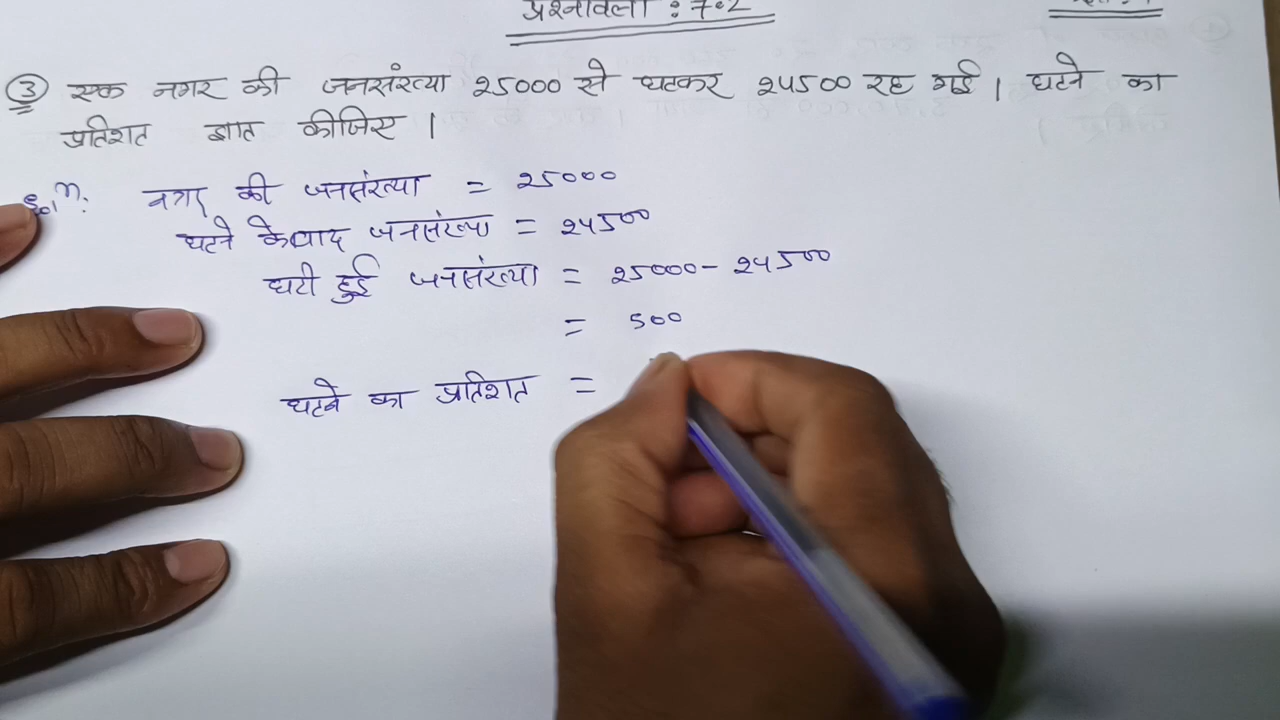 प्रश्नावली : 7.2
③ एक नगर की जनसंख्या 25000 से घटकर 24500 रह गई । घटने का
प्रतिशत ज्ञात कीजिए ।
Solⁿ: नगर की जनसंख्या = 25000
घटने के बाद जनसंख्या = 24500
घटी हुई जनसंख्या = 25000 - 24500
= 500
घटने का प्रतिशत =